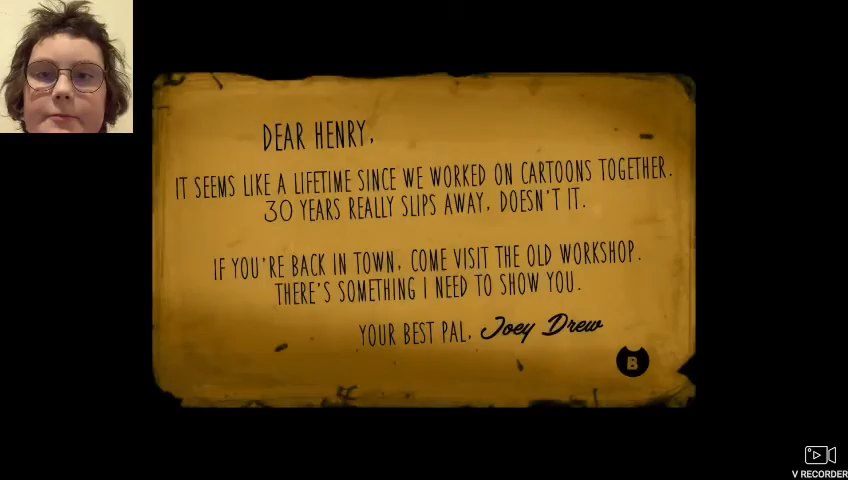 DEAR HENRY,
IT SEEMS LIKE A LIFETIME SINCE WE WORKED ON CARTOONS TOGETHER.
30 YEARS REALLY SLIPS AWAY, DOESN'T IT.
IF YOU'RE BACK IN TOWN, COME VISIT THE OLD WORKSHOP.
THERE'S SOMETHING I NEED TO SHOW YOU.
YOUR BEST PAL, Joey Drew
B
V RECORDER